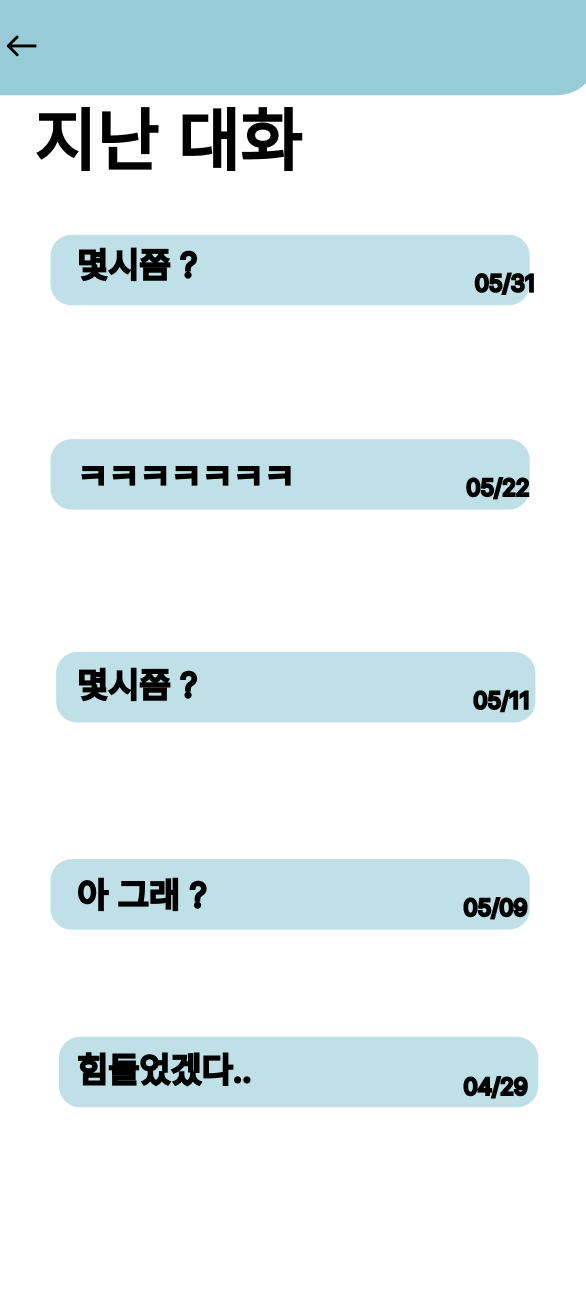 지난 대화
몇시쯤 ?
05/31
ㅋㅋㅋㅋㅋㅋㅋ
05/22
몇시쯤 ?
05/11
아 그래 ?
05/09
힘들었겠다..
04/29